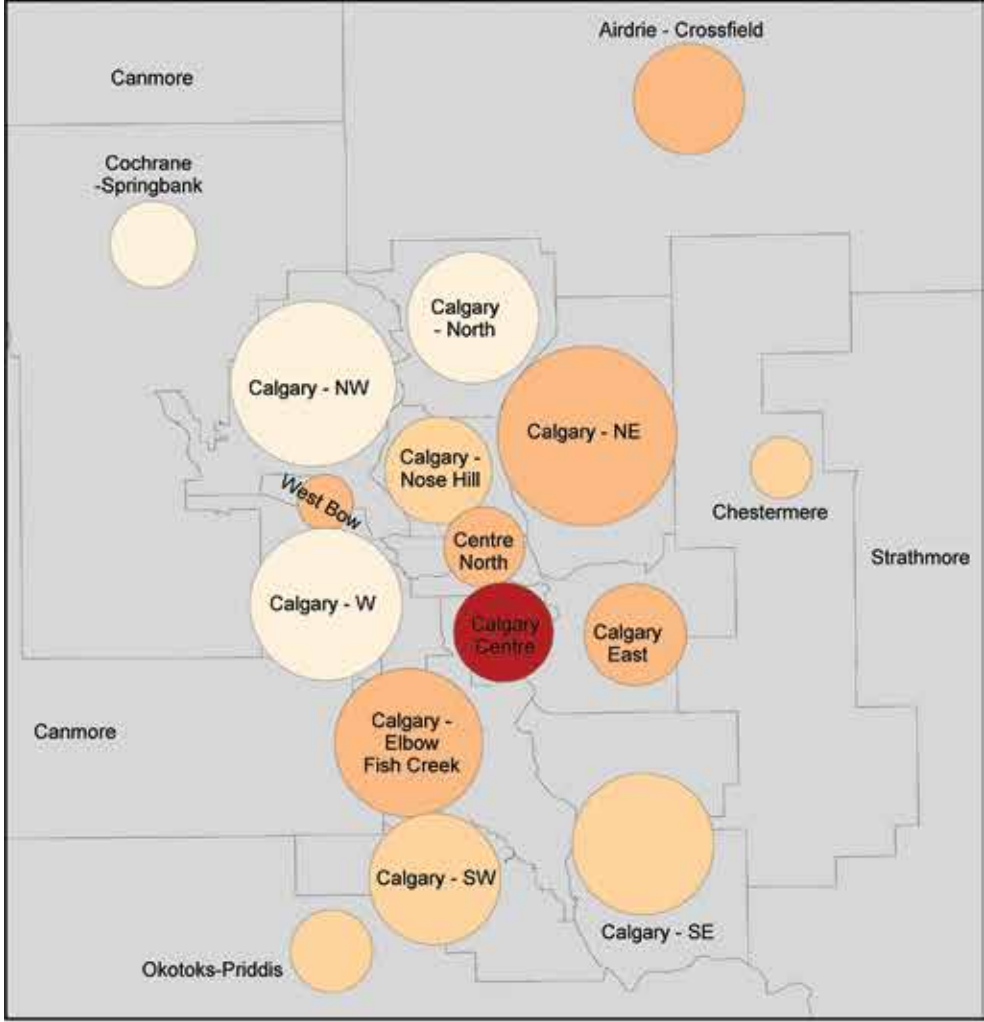 Airdrie - Crossfield
Canmore
Cochrane
-Springbank
Calgary
- North
Calgary - NW
Calgary - NE
Calgary -
Nose Hill
West Bow
Chestermere
Centre
North
Strathmore
Calgary - W
Calgary
Centre
Calgary
East
Canmore
Calgary -
Elbow
Fish Creek
Calgary - SW
Calgary - SE
Okotoks-Priddis